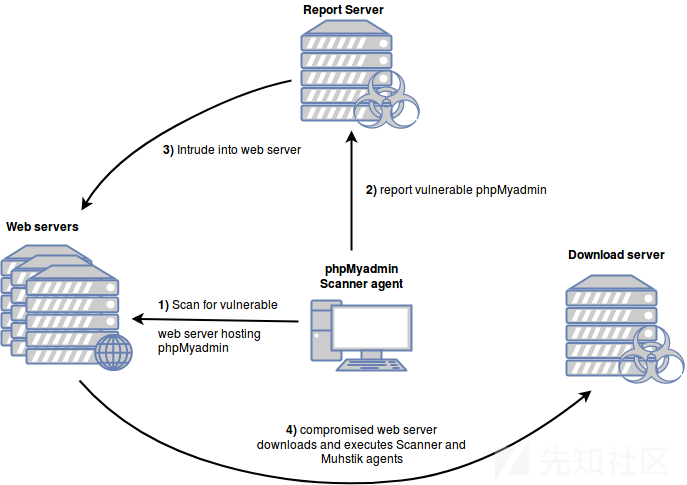 Report Server
3) Intrude into web server
2) report vulnerable phpMyadmin
Web servers
phpMyadmin
Scanner agent
Download server
1) Scan for vulnerable
web server hosting
phpMyadmin
4) compromised web server
downloads and executes Scanner and
Muhstik agents
先知社区